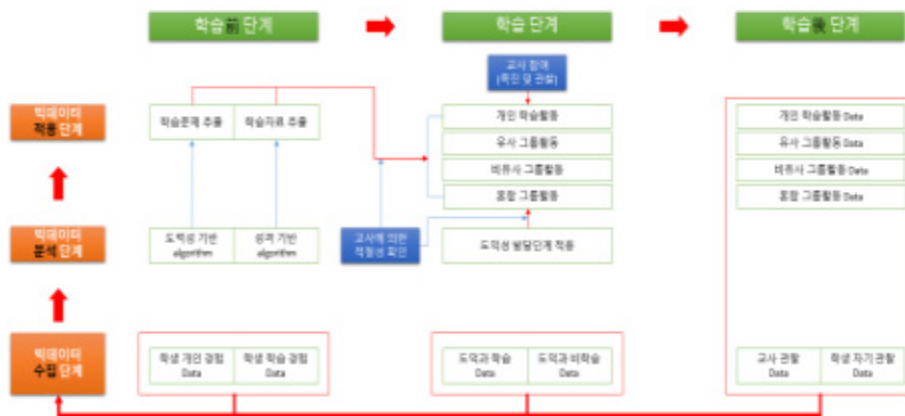 학습前 단계
학습 단계
학습後 단계
교사 참여
(촉진 및 관찰)
빅데이터
적용 단계
학습문제 추출
학습자료 추출
개인 학습활동
유사 그룹활동
비유사 그룹활동
혼합 그룹활동
개인 학습활동 Data
유사 그룹활동 Data
비유사 그룹활동 Data
혼합 그룹활동 Data
빅데이터
분석 단계
도덕성 기반
algorithm
성격 기반
algorithm
교사에 의한
적절성 확인
도덕성 발달단계 적용
빅데이터
수집 단계
학생 개인 경험
Data
학생 학습 경험
Data
도덕과 학습
Data
도덕과 비학습
Data
교사 관찰
Data
학생 자기 관찰
Data